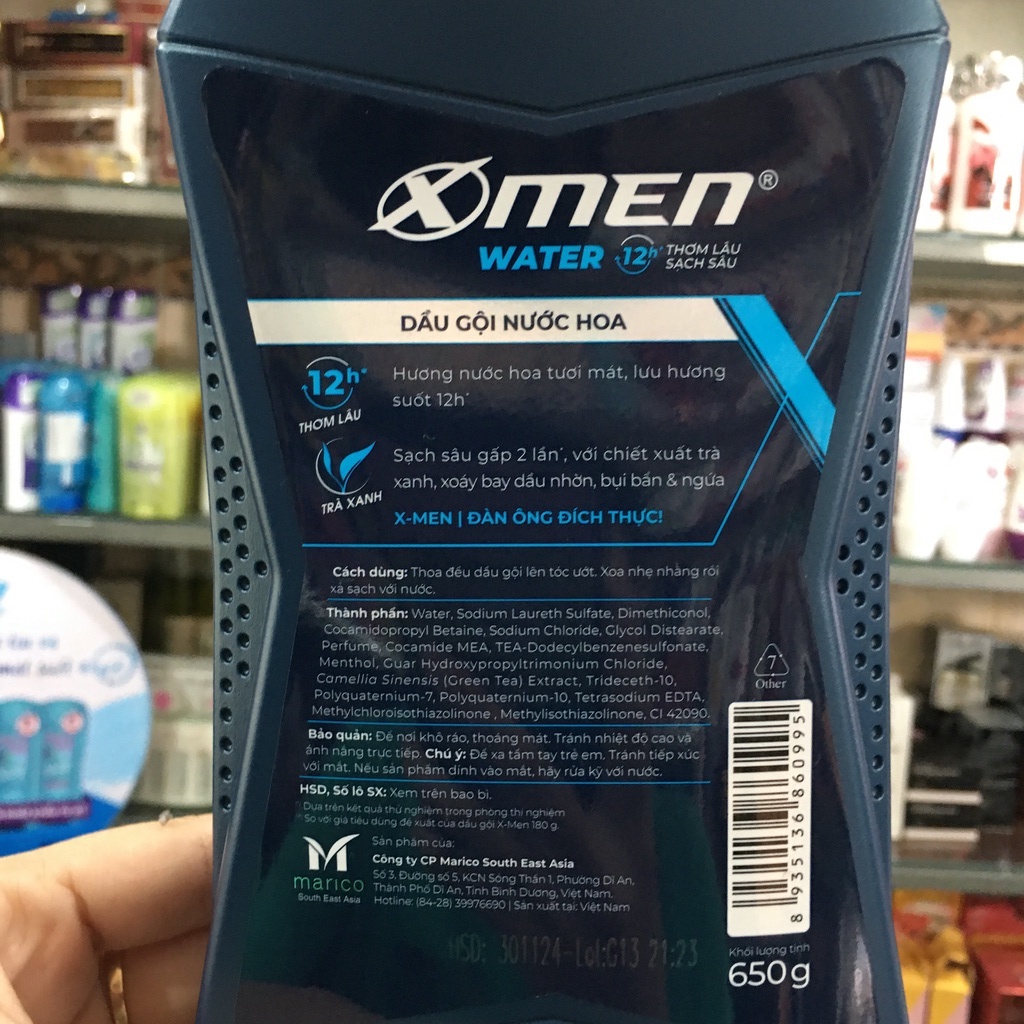 XMEN®
WATER 12h* THƠM LÂU
SẠCH SÂU
DẦU GỘI NƯỚC HOA
12h*
THƠM LÂU
Hương nước hoa tươi mát, lưu hương
suốt 12h*
TRÀ XANH
Sạch sâu gấp 2 lần*, với chiết xuất trà
xanh, xoáy bay dầu nhờn, bụi bẩn & ngứa
X-MEN | ĐÀN ÔNG ĐÍCH THỰC!
Cách dùng: Thoa đều dầu gội lên tóc ướt. Xoa nhẹ nhàng rồi
xả sạch với nước.
Thành phần: Water, Sodium Laureth Sulfate, Dimethiconol,
Cocamidopropyl Betaine, Sodium Chloride, Glycol Distearate,
Perfume, Cocamide MEA, TEA-Dodecylbenzenesulfonate,
Menthol, Guar Hydroxypropyltrimonium Chloride,
Camellia Sinensis (Green Tea) Extract, Trideceth-10,
Polyquaternium-7, Polyquaternium-10, Tetrasodium EDTA,
Methylchloroisothiazolinone , Methylisothiazolinone, CI 42090.
Bảo quản: Để nơi khô ráo, thoáng mát. Tránh nhiệt độ cao và
ánh nắng trực tiếp. Chú ý: Để xa tầm tay trẻ em. Tránh tiếp xúc
với mắt. Nếu sản phẩm dính vào mắt, hãy rửa kỹ với nước.
HSD, Số lô SX: Xem trên bao bì.
* Dựa trên kết quả thử nghiệm trong phòng thí nghiệm
* So với giá tiêu dùng đề xuất của dầu gội X-Men 180 g.
marico
South East Asia
Sản phẩm của:
Công ty CP Marico South East Asia
Số 3, Đường số 5, KCN Sóng Thần 1, Phường Dĩ An,
Thành Phố Dĩ An, Tỉnh Bình Dương, Việt Nam.
Hotline: (84-28) 39976690 | Sản xuất tại: Việt Nam
HSD: 301124-Lot:G13 21:23
7
Other
8 935136 860995
Khối lượng tịnh
650g